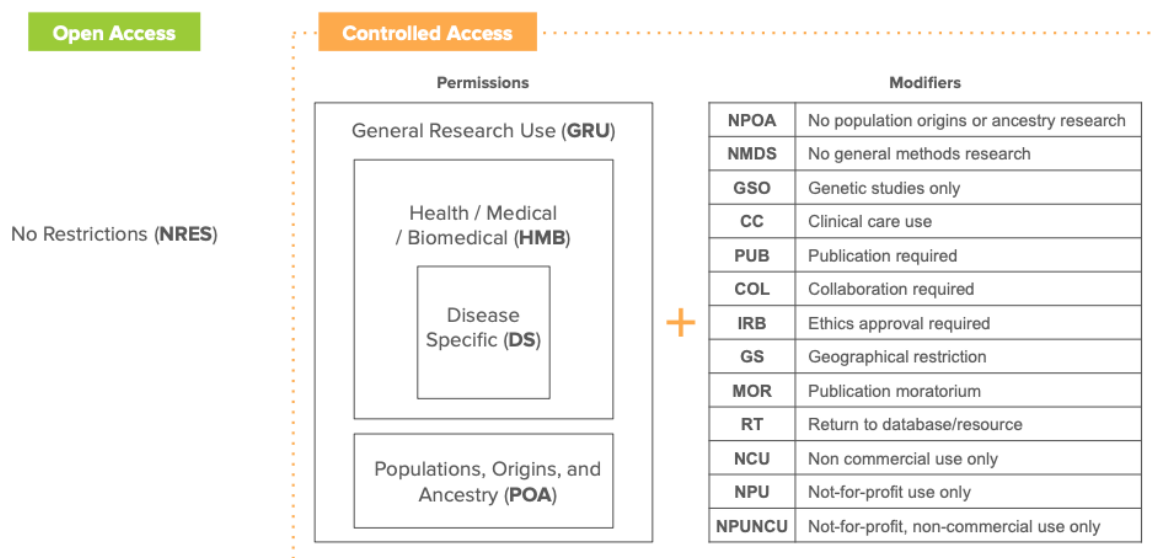 Open Access
Controlled Access
No Restrictions (NRES)
Permissions
General Research Use (GRU)
Health / Medical
/ Biomedical (HMB)
Disease
Specific (DS)
Populations, Origins, and
Ancestry (POA)
+
Modifiers
NPOA No population origins or ancestry research
NMDS No general methods research
GSO Genetic studies only
CC Clinical care use
PUB Publication required
COL Collaboration required
IRB Ethics approval required
GS Geographical restriction
MOR Publication moratorium
RT Return to database/resource
NCU Non commercial use only
NPU Not-for-profit use only
NPUNCU Not-for-profit, non-commercial use only